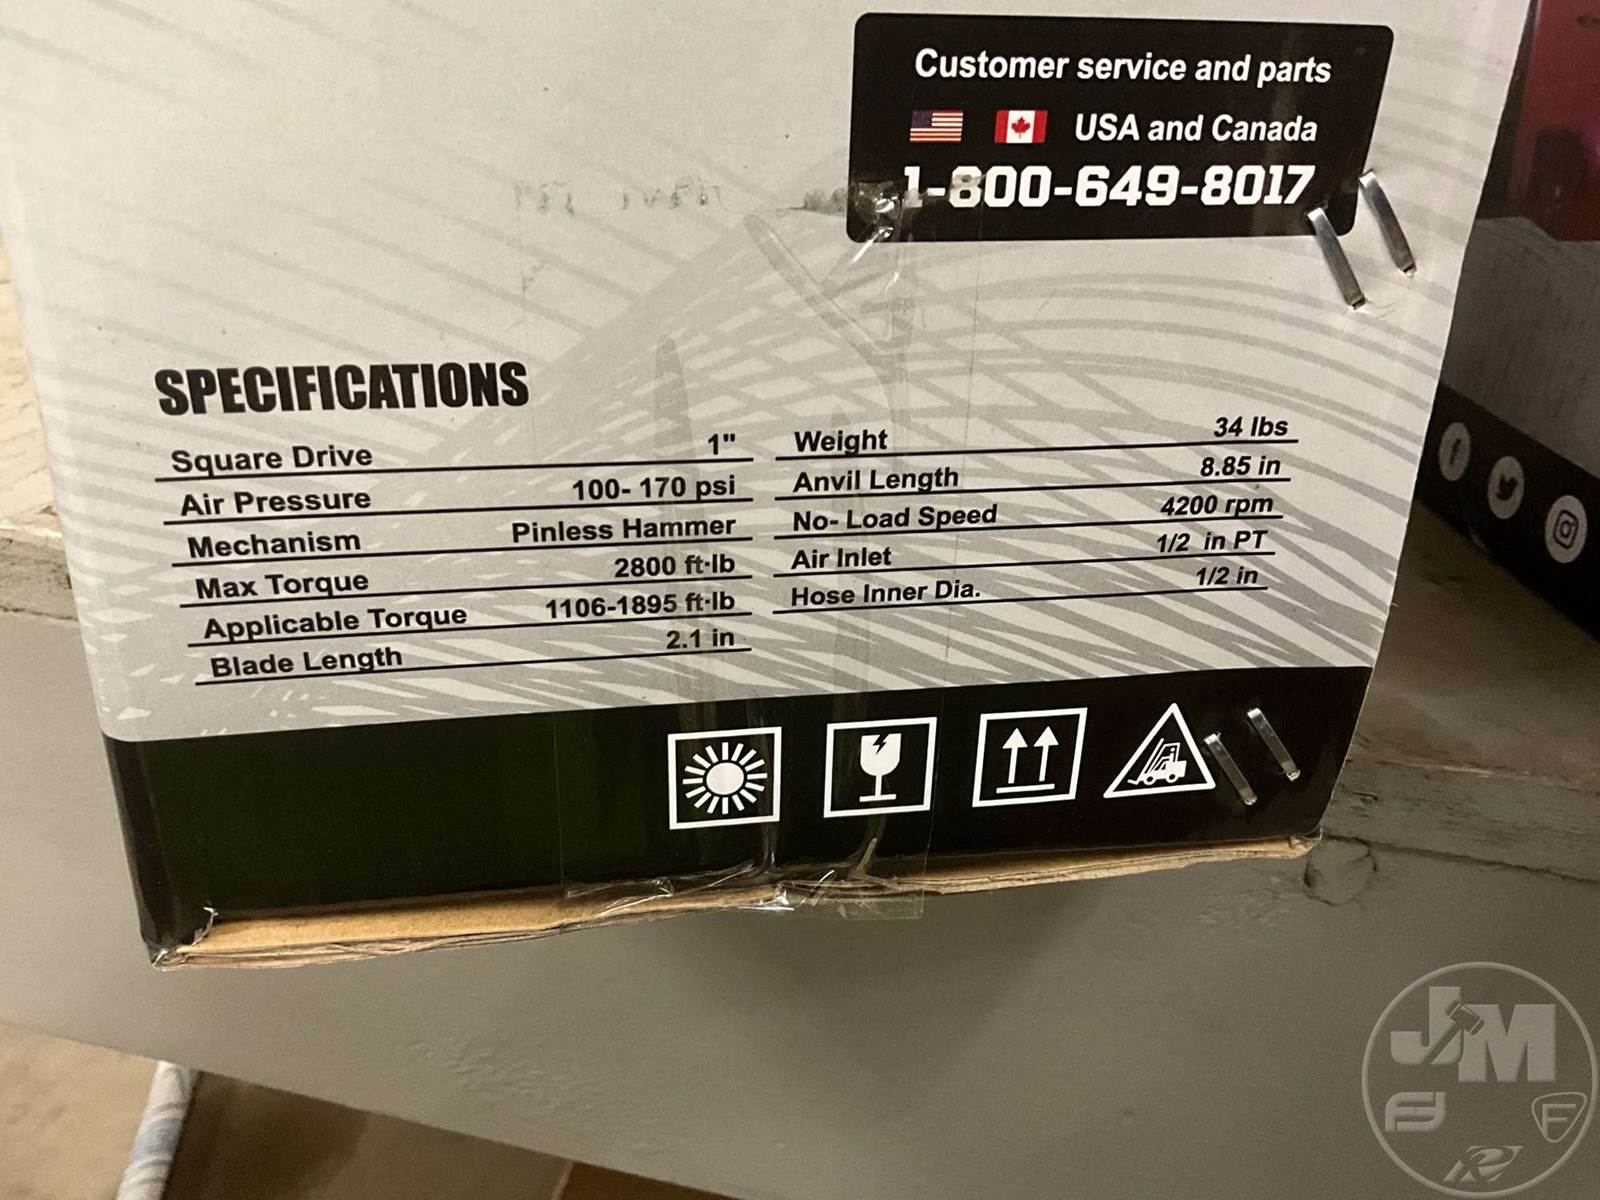 Customer service and parts
USA and Canada
1-800-649-8017
SPECIFICATIONS
Square Drive 1"
Air Pressure 100- 170 psi
Mechanism Pinless Hammer
Max Torque 2800 ft·lb
Applicable Torque 1106-1895 ft·lb
Blade Length 2.1 in
Weight 34 lbs
Anvil Length 8.85 in
No- Load Speed 4200 rpm
Air Inlet 1/2 in PT
Hose Inner Dia. 1/2 in
JM